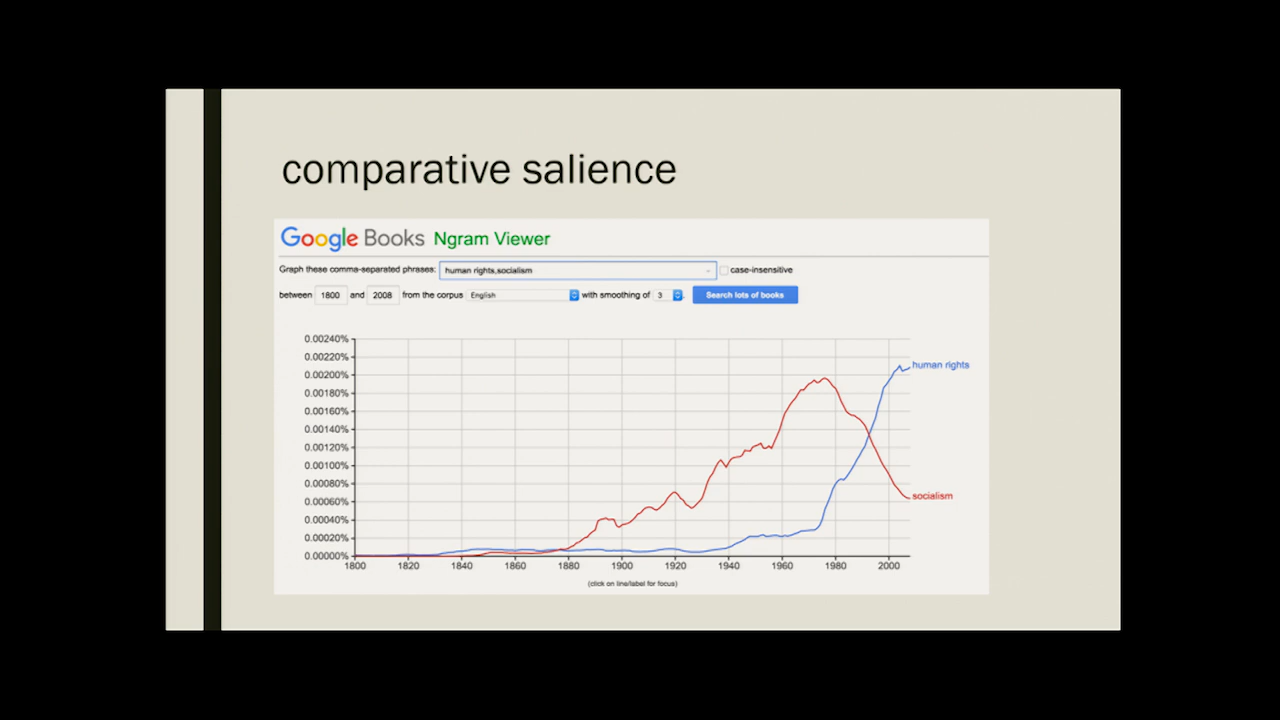 comparative salience
Google Books Ngram Viewer
Graph these comma-separated phrases: human rights,socialism case-insensitive
between 1800 and 2008 from the corpus English with smoothing of 3 . Search lots of books
0.00240%
0.00220%
0.00200%
0.00180%
0.00160%
0.00140%
0.00120%
0.00100%
0.00080%
0.00060%
0.00040%
0.00020%
0.00000%
human rights
socialism
1800 1820 1840 1860 1880 1900 1920 1940 1960 1980 2000
(click on line/label for focus)